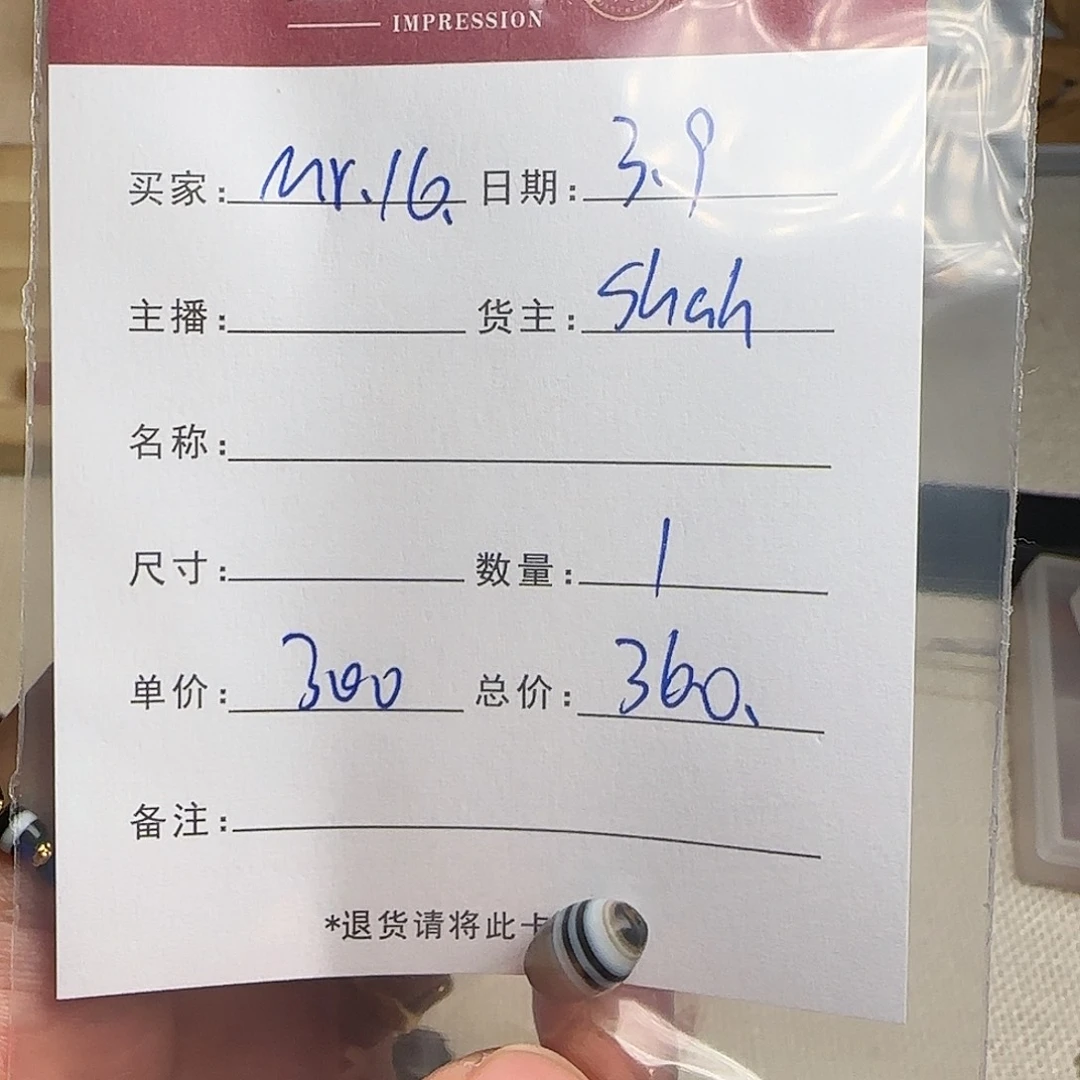 IMPRESSION
买家: Mr.16. 日期: 3.9
主播: 货主: Shah
名称:
尺寸: 数量: 1
单价: 300 总价: 360.
备注:
*退货请将此卡